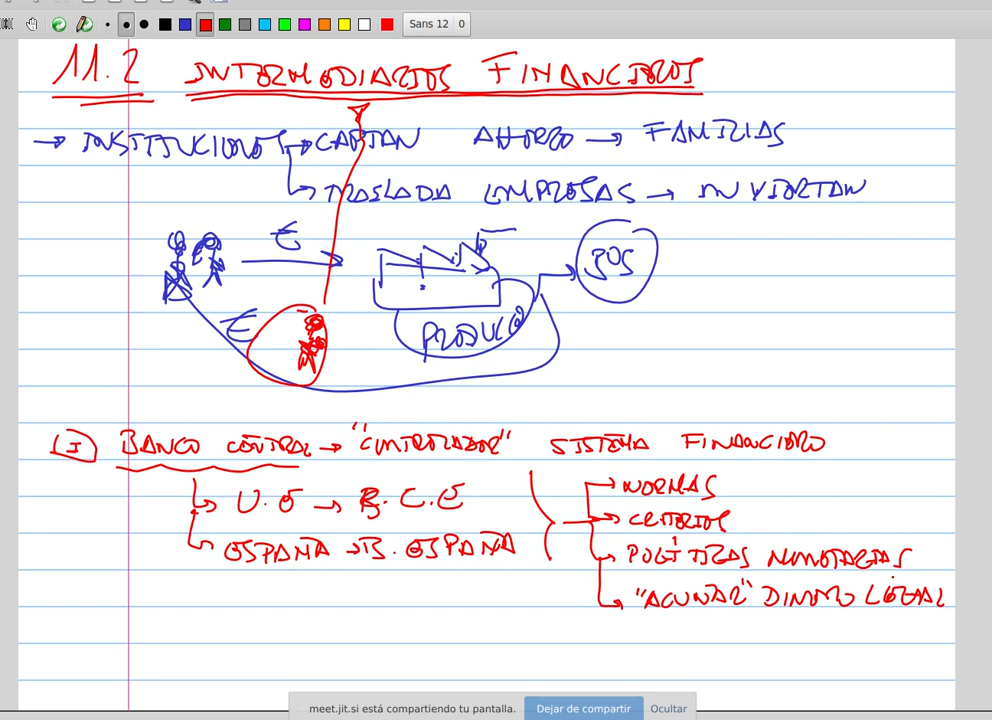 Sans 12 0
11.2 INTERMEDIARIOS FINANCIEROS
→ INSTITUCIONES → CAPTAN AHORRO → FAMILIAS
↳ TRASLADA EMPRESAS → INVIERTAN
€
€
PRODUCE
(I) BANCO CENTRAL → "CONTROLADOR" SISTEMA FINANCIERO
↳ U.E → B.C.E
↳ ESPAÑA → B. ESPAÑA
→ NORMAS
→ CRITERIOS
→ POLÍTICAS MONETARIAS
↳ "ACUÑAR" DINERO LEGAL
meet.jit.si está compartiendo tu pantalla. Dejar de compartir Ocultar